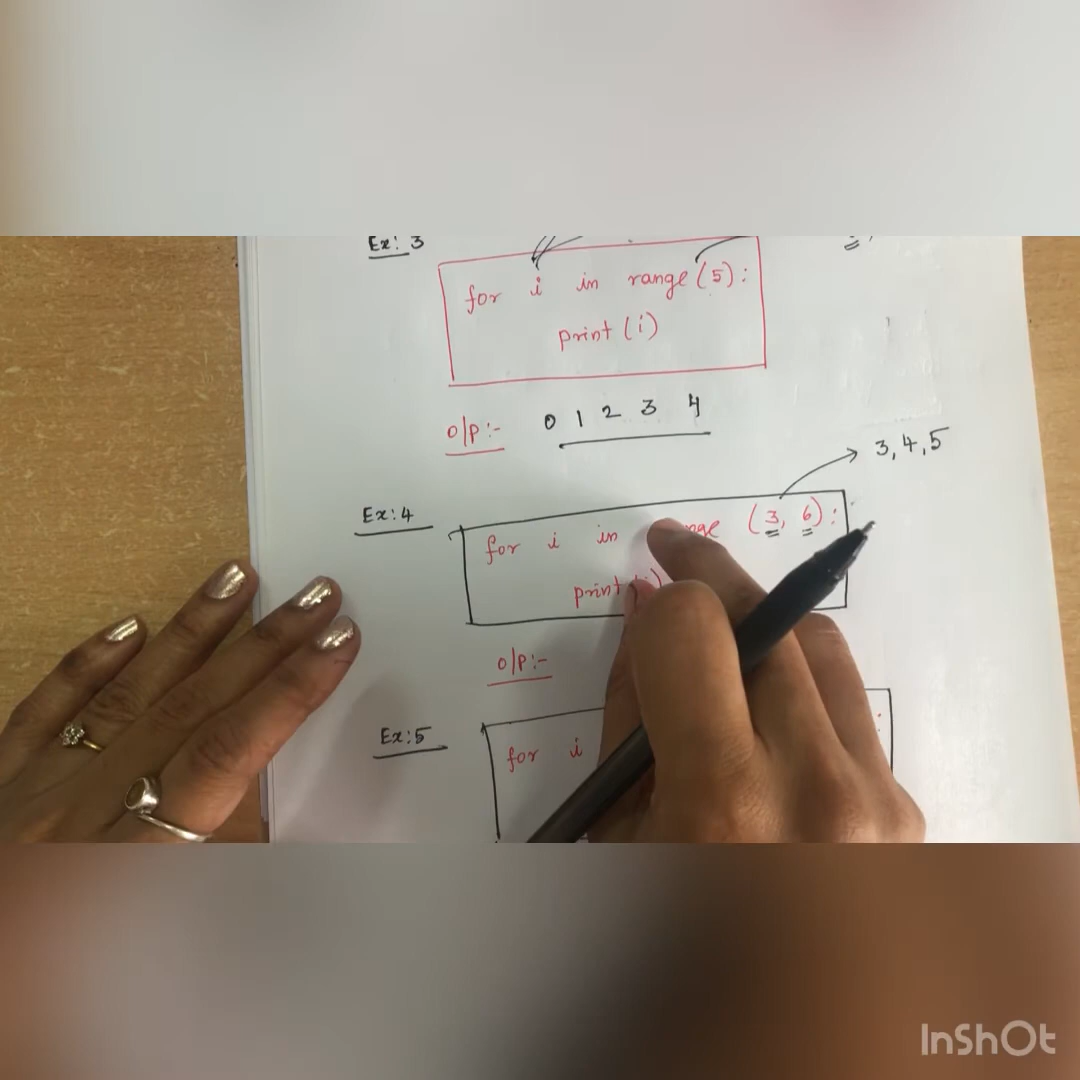 Ex: 3
for i in range (5):
print (i)
o/p:- 0 1 2 3 4
3, 4, 5
Ex: 4
for i in (3, 6):
print
o/p:-
Ex: 5
for i
InShOt